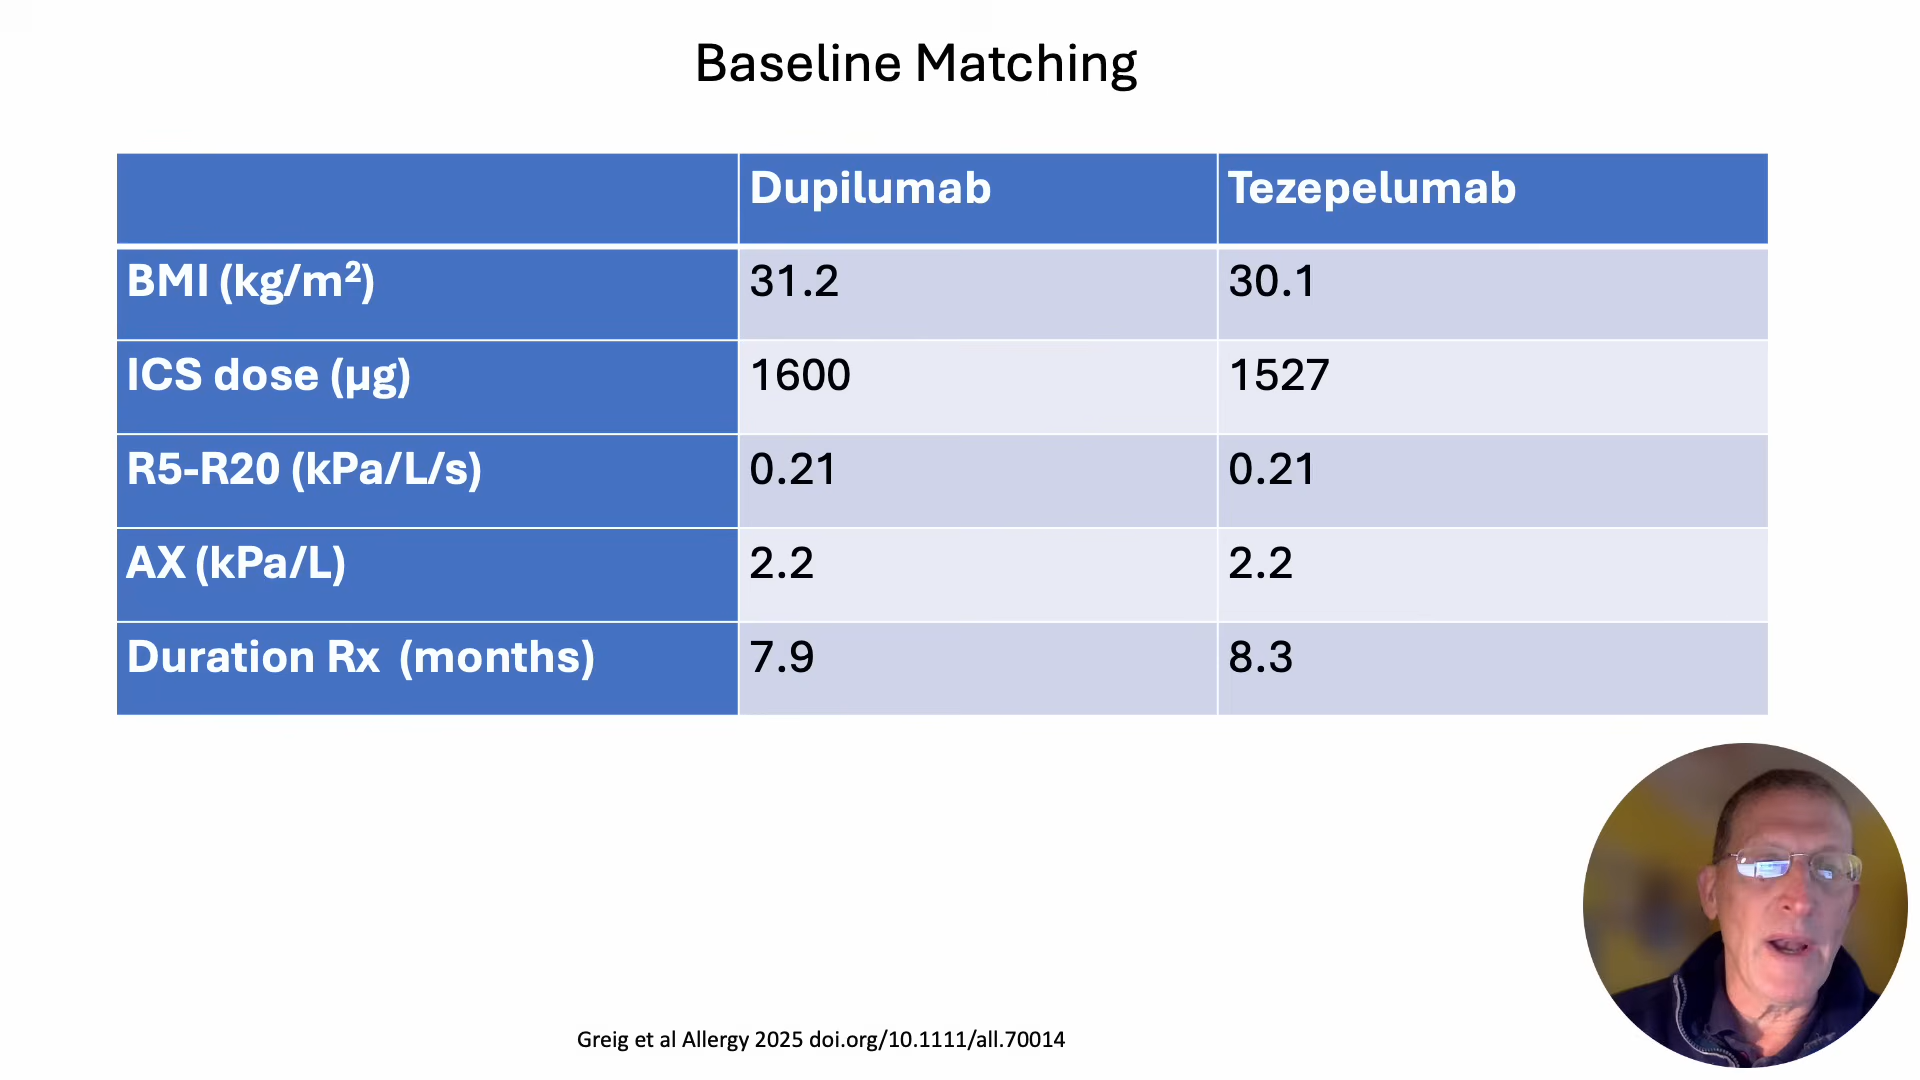 Baseline Matching
Dupilumab Tezepelumab
BMI (kg/m²) 31.2 30.1
ICS dose (µg) 1600 1527
R5-R20 (kPa/L/s) 0.21 0.21
AX (kPa/L) 2.2 2.2
Duration Rx (months) 7.9 8.3
Greig et al Allergy 2025 doi.org/10.1111/all.70014